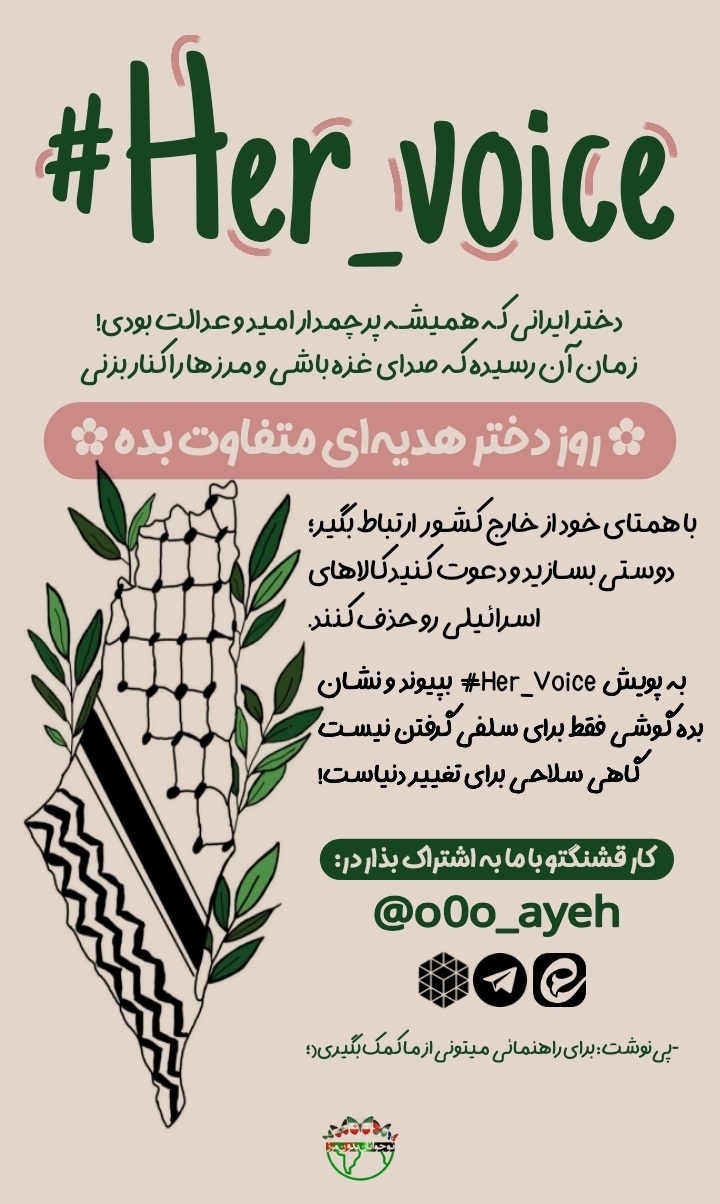 #Her_voice
دختر ایرانی که همیشه پرچمدار امید و عدالت بودی!
زمان آن رسیده که صدای غزه باشی و مرزها را کنار بزنی
روز دختر هدیه‌ای متفاوت بده
با همتای خود از خارج کشور ارتباط بگیر؛
دوستی بسازید و دعوت کنید کالاهای
اسرائیلی رو حذف کنند.
به پویش Her_Voice# بپیوند و نشان
بده گوشی فقط برای سلفی گرفتن نیست
گاهی سلاحی برای تغییر دنیاست!
کار قشنگتو با ما به اشتراک بذار در:
@o0o_ayeh
-پی نوشت: برای راهنمائی میتونی از ما کمک بگیری؛